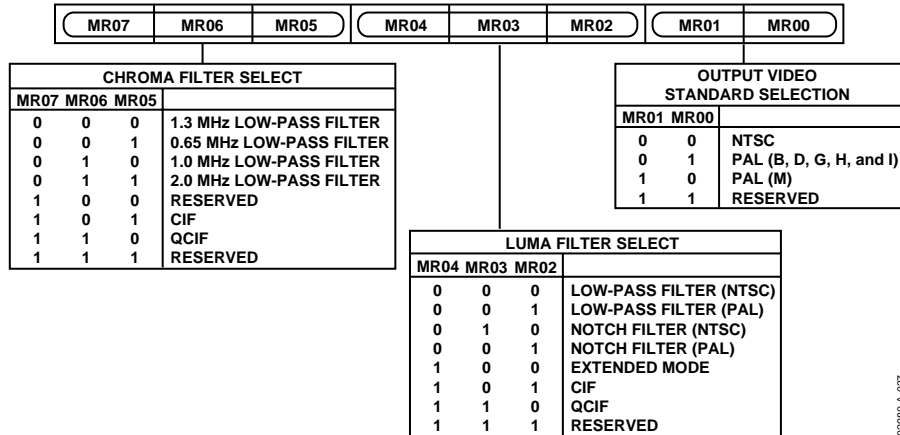 MR07 MR06 MR05 MR04 MR03 MR02 MR01 MR00
CHROMA FILTER SELECT
MR07 MR06 MR05
0 0 0 1.3 MHz LOW-PASS FILTER
0 0 1 0.65 MHz LOW-PASS FILTER
0 1 0 1.0 MHz LOW-PASS FILTER
0 1 1 2.0 MHz LOW-PASS FILTER
1 0 0 RESERVED
1 0 1 CIF
1 1 0 QCIF
1 1 1 RESERVED
OUTPUT VIDEO
STANDARD SELECTION
MR01 MR00
0 0 NTSC
0 1 PAL (B, D, G, H, and I)
1 0 PAL (M)
1 1 RESERVED
LUMA FILTER SELECT
MR04 MR03 MR02
0 0 0 LOW-PASS FILTER (NTSC)
0 0 1 LOW-PASS FILTER (PAL)
0 1 0 NOTCH FILTER (NTSC)
0 0 1 NOTCH FILTER (PAL)
1 0 0 EXTENDED MODE
1 0 1 CIF
1 1 0 QCIF
1 1 1 RESERVED